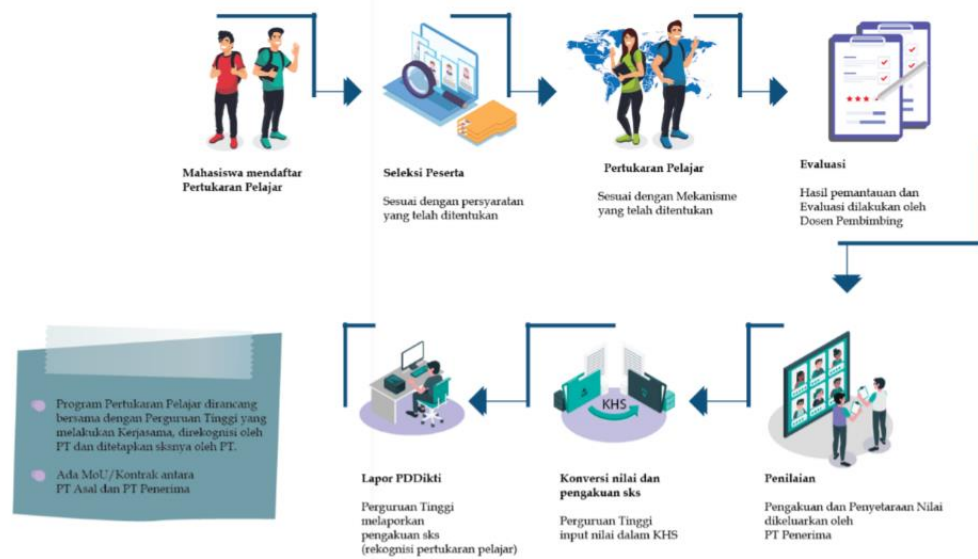 Mahasiswa mendaftar
Pertukaran Pelajar
Seleksi Peserta
Sesuai dengan persyaratan
yang telah ditentukan
Pertukaran Pelajar
Sesuai dengan Mekanisme
yang telah ditentukan
Evaluasi
Hasil pemantauan dan
Evaluasi dilakukan oleh
Dosen Pembimbing
Penilaian
Pengakuan dan Penyetaraan Nilai
dikeluarkan oleh
PT Penerima
KHS
Konversi nilai dan
pengakuan sks
Perguruan Tinggi
input nilai dalam KHS
Lapor PDDikti
Perguruan Tinggi
melaporkan
pengakuan sks
(rekognisi pertukaran pelajar)
Program Pertukaran Pelajar dirancang
bersama dengan Perguruan Tinggi yang
melakukan Kerjasama, direkognisi oleh
PT dan ditetapkan sksnya oleh PT.
Ada MoU/Kontrak antara
PT Asal dan PT Penerima